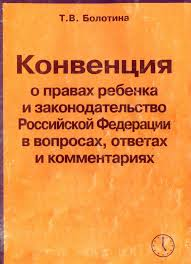 Т.В. Болотина
Конвенция
о правах ребенка
и законодательство
Российской Федерации
в вопросах, ответах
и комментариях